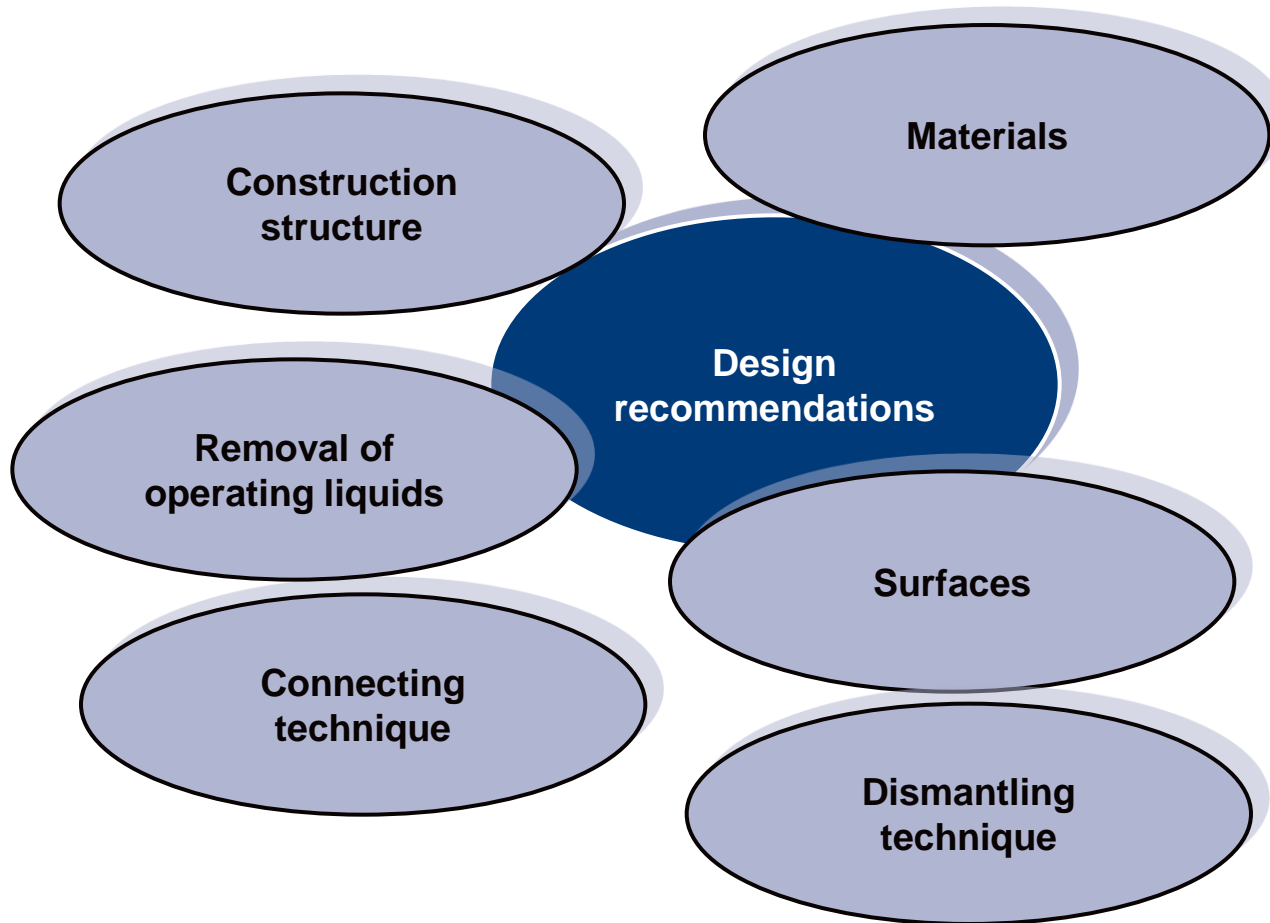 Materials
Construction
structure
Design
recommendations
Removal of
operating liquids
Surfaces
Connecting
technique
Dismantling
technique